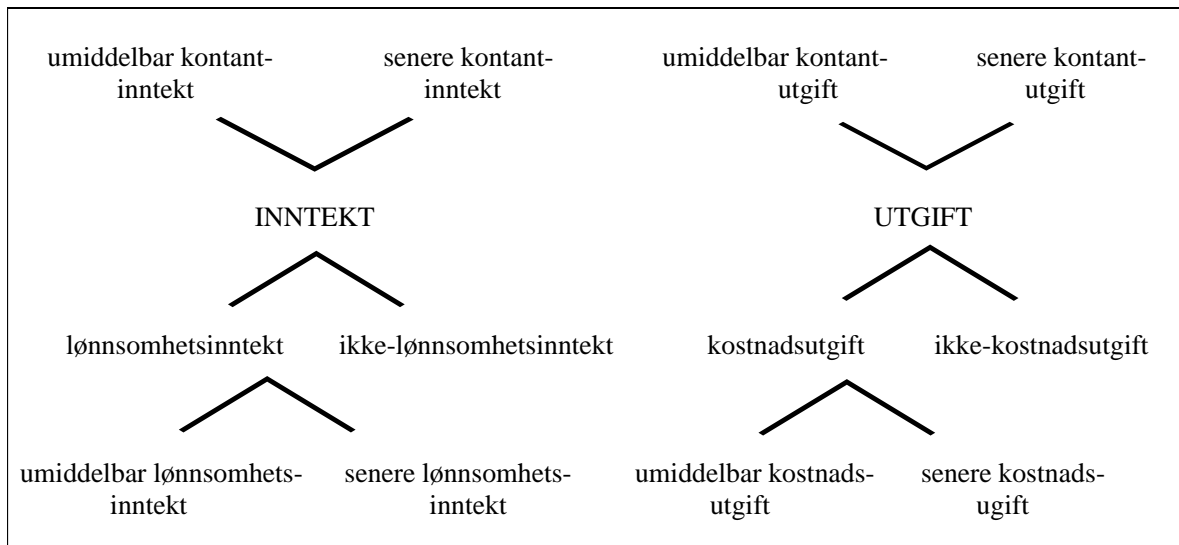 umiddelbar kontant-
inntekt
senere kontant-
inntekt
umiddelbar kontant-
utgift
senere kontant-
utgift
INNTEKT
UTGIFT
lønnsomhetsinntekt
ikke-lønnsomhetsinntekt
kostnadsutgift
ikke-kostnadsutgift
umiddelbar lønnsomhets-
inntekt
senere lønnsomhets-
inntekt
umiddelbar kostnads-
utgift
senere kostnads-
ugift